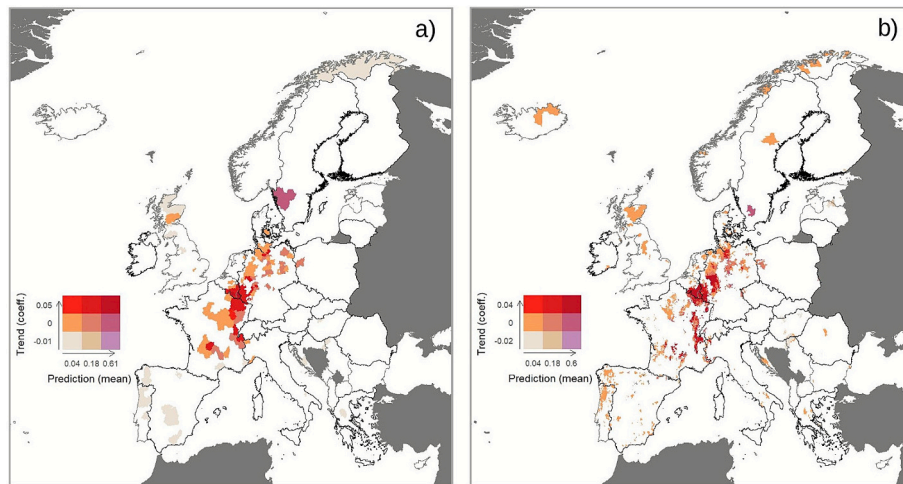 a)
Trend (coeff.)
0.05
0
-0.01
0.04 0.18 0.61
Prediction (mean)
b)
Trend (coeff.)
0.04
0
-0.02
0.04 0.18 0.6
Prediction (mean)